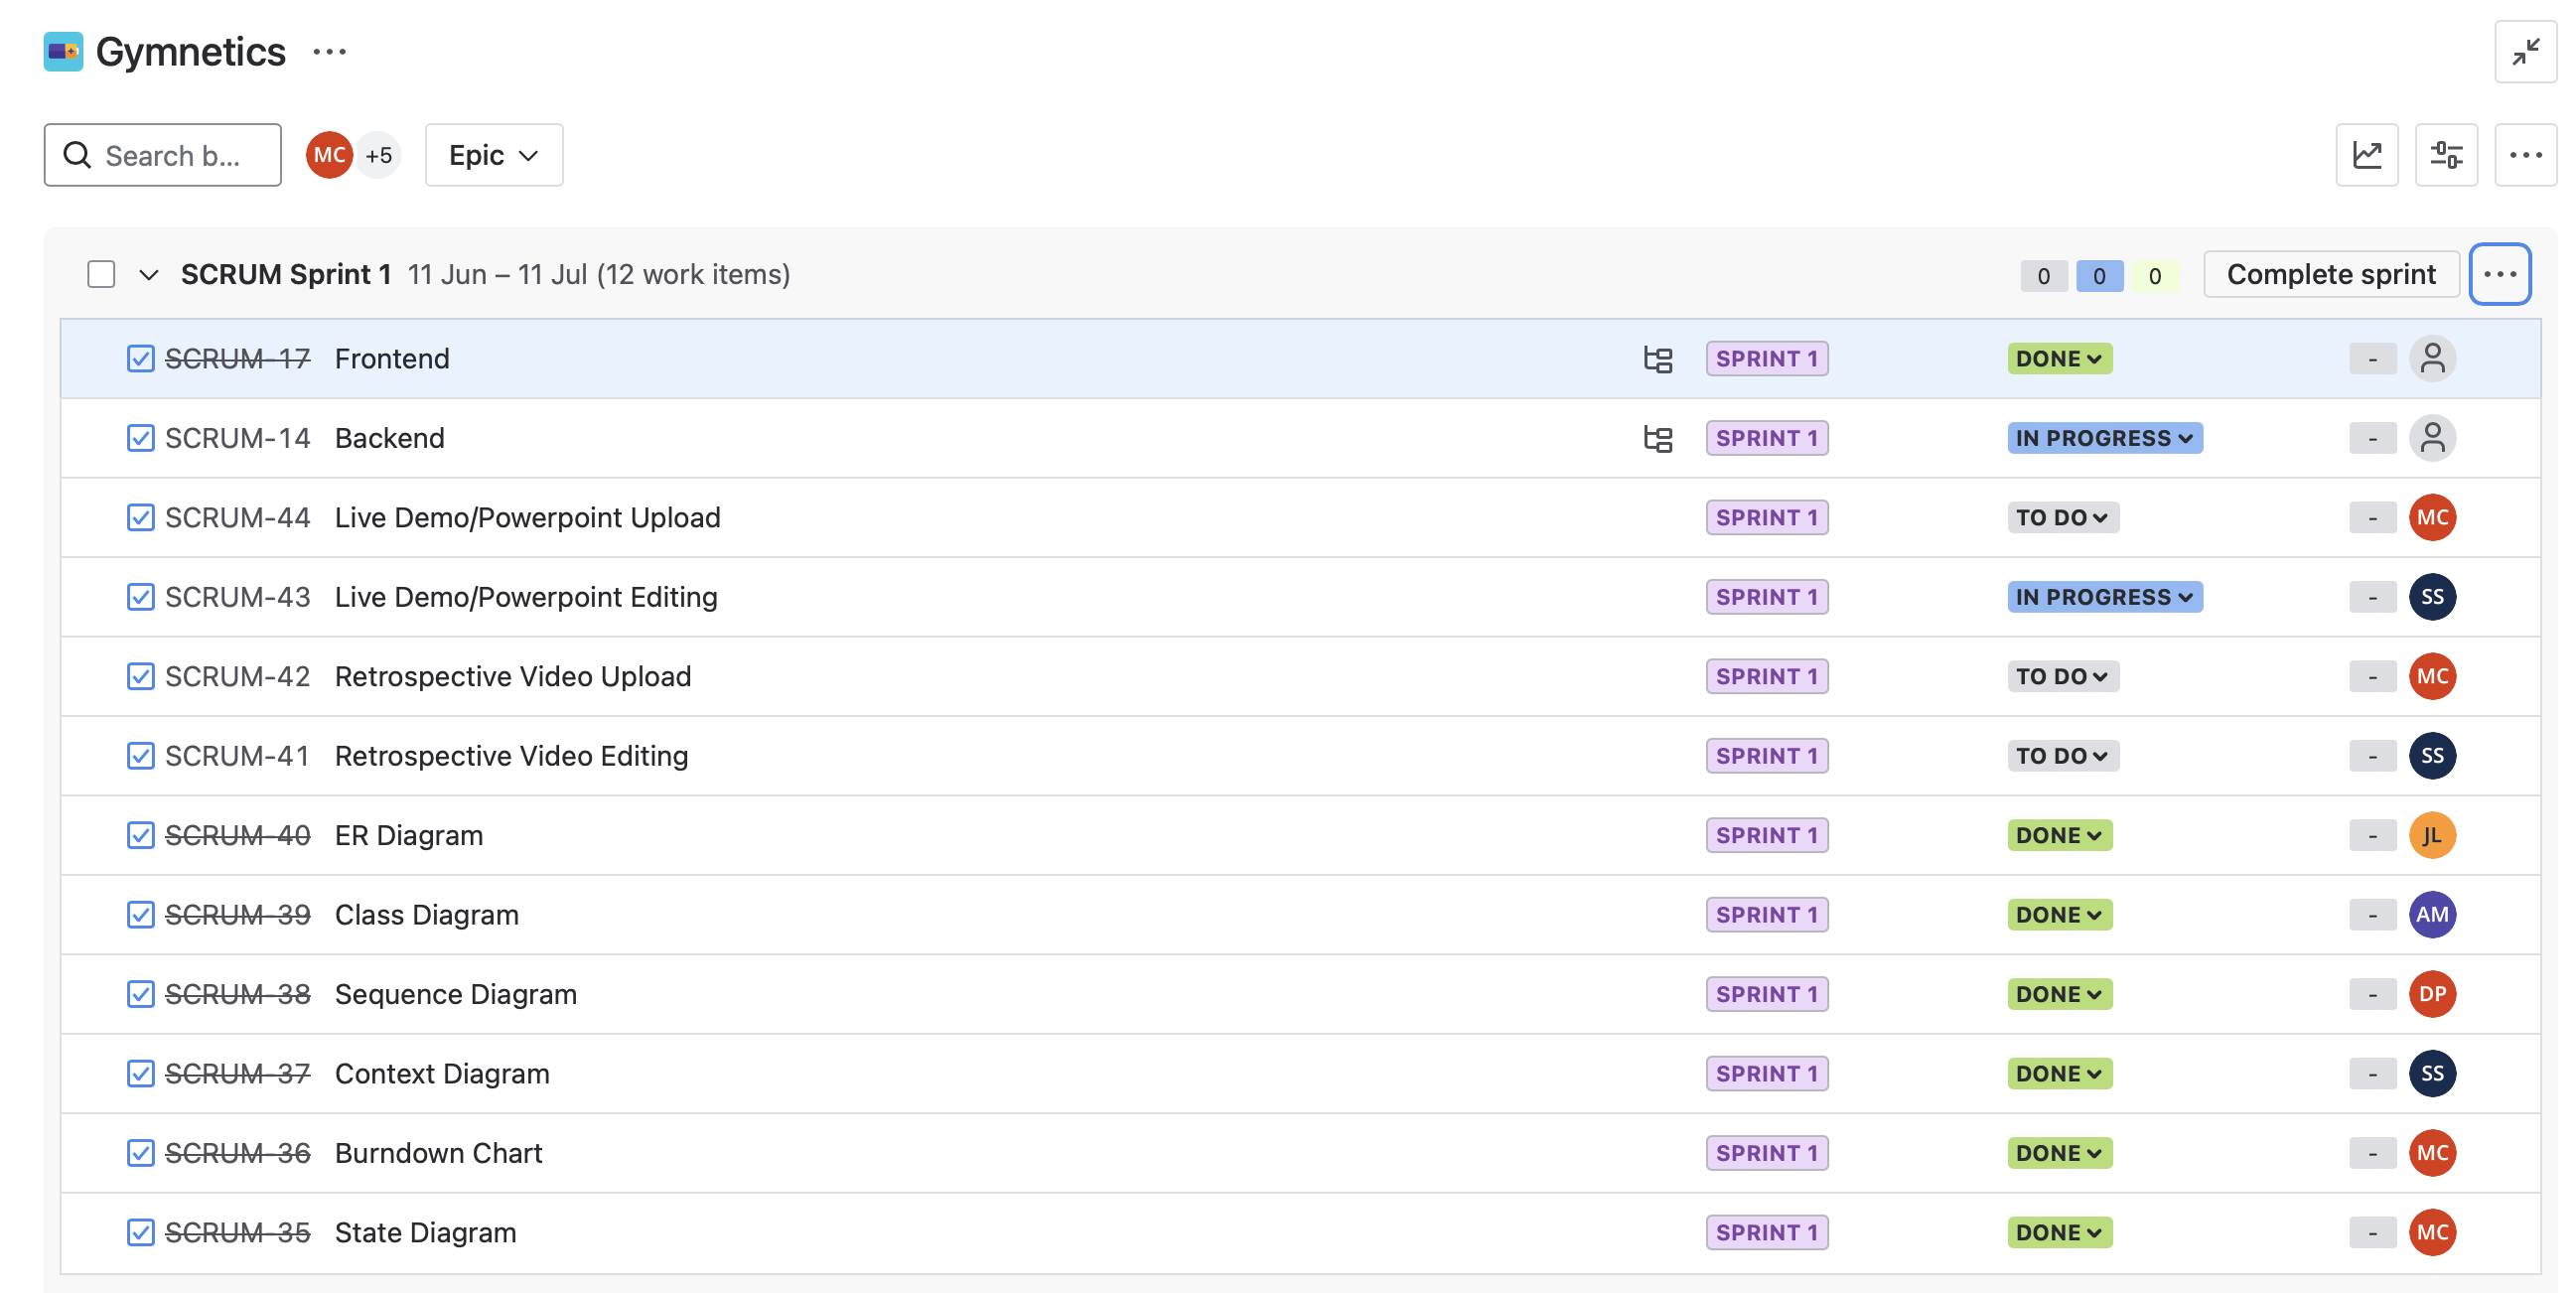 Gymnetics
Search b...
MC +5
Epic
SCRUM Sprint 1 11 Jun – 11 Jul (12 work items) 0 0 0 Complete sprint
SCRUM-17 Frontend SPRINT 1 DONE -
SCRUM-14 Backend SPRINT 1 IN PROGRESS -
SCRUM-44 Live Demo/Powerpoint Upload SPRINT 1 TO DO - MC
SCRUM-43 Live Demo/Powerpoint Editing SPRINT 1 IN PROGRESS - SS
SCRUM-42 Retrospective Video Upload SPRINT 1 TO DO - MC
SCRUM-41 Retrospective Video Editing SPRINT 1 TO DO - SS
SCRUM-40 ER Diagram SPRINT 1 DONE - JL
SCRUM-39 Class Diagram SPRINT 1 DONE - AM
SCRUM-38 Sequence Diagram SPRINT 1 DONE - DP
SCRUM-37 Context Diagram SPRINT 1 DONE - SS
SCRUM-36 Burndown Chart SPRINT 1 DONE - MC
SCRUM-35 State Diagram SPRINT 1 DONE - MC